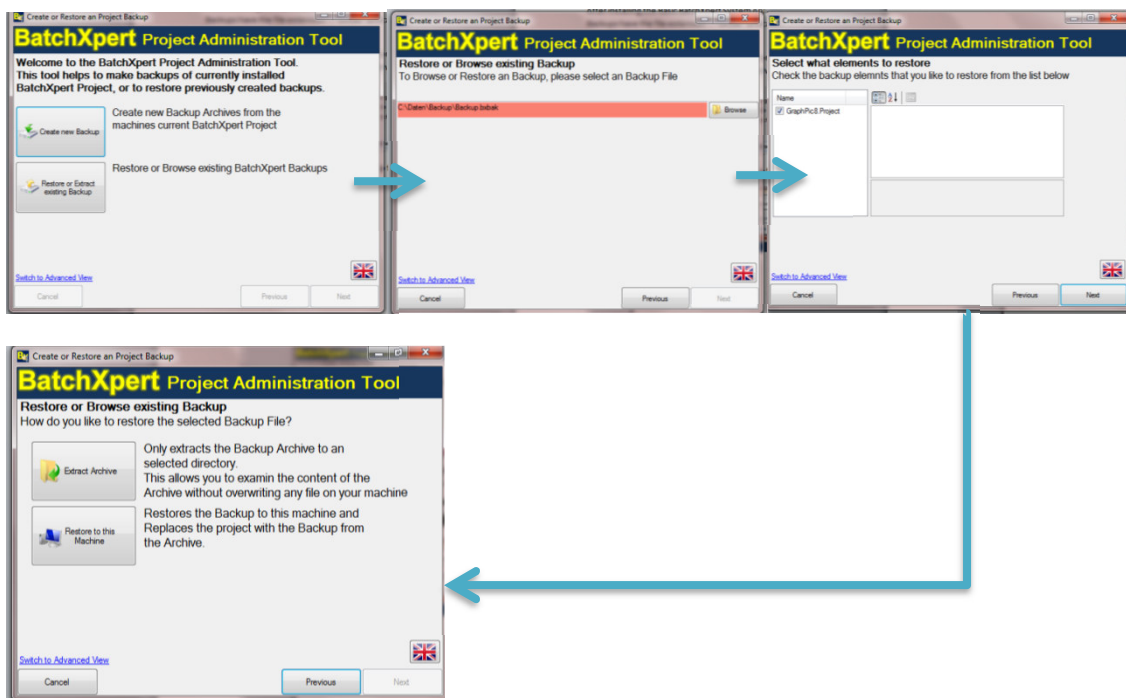 Create or Restore an Project Backup
BatchXpert Project Administration Tool
Welcome to the BatchXpert Project Administration Tool.
This tool helps to make backups of currently installed
BatchXpert Project, or to restore previously created backups.
Create new Backup
Create new Backup Archives from the
machines current BatchXpert Project
Restore or Extract
existing Backup
Restore or Browse existing BatchXpert Backups
Switch to Advanced View
Cancel
Previous
Next
Create or Restore an Project Backup
BatchXpert Project Administration Tool
Restore or Browse existing Backup
To Browse or Restore an Backup, please select an Backup File
C:\Daten\Backup\Backup.bxbak
Browse
Switch to Advanced View
Cancel
Previous
Next
Create or Restore an Project Backup
BatchXpert Project Administration Tool
Select what elements to restore
Check the backup elemnts that you like to restore from the list below
Name
GraphPic8 Project
Switch to Advanced View
Cancel
Previous
Next
Create or Restore an Project Backup
BatchXpert Project Administration Tool
Restore or Browse existing Backup
How do you like to restore the selected Backup File?
Extract Archive
Only extracts the Backup Archive to an
selected directory.
This allows you to examin the content of the
Archive without overwriting any file on your machine
Restore to this
Machine
Restores the Backup to this machine and
Replaces the project with the Backup from
the Archive.
Switch to Advanced View
Cancel
Previous
Next